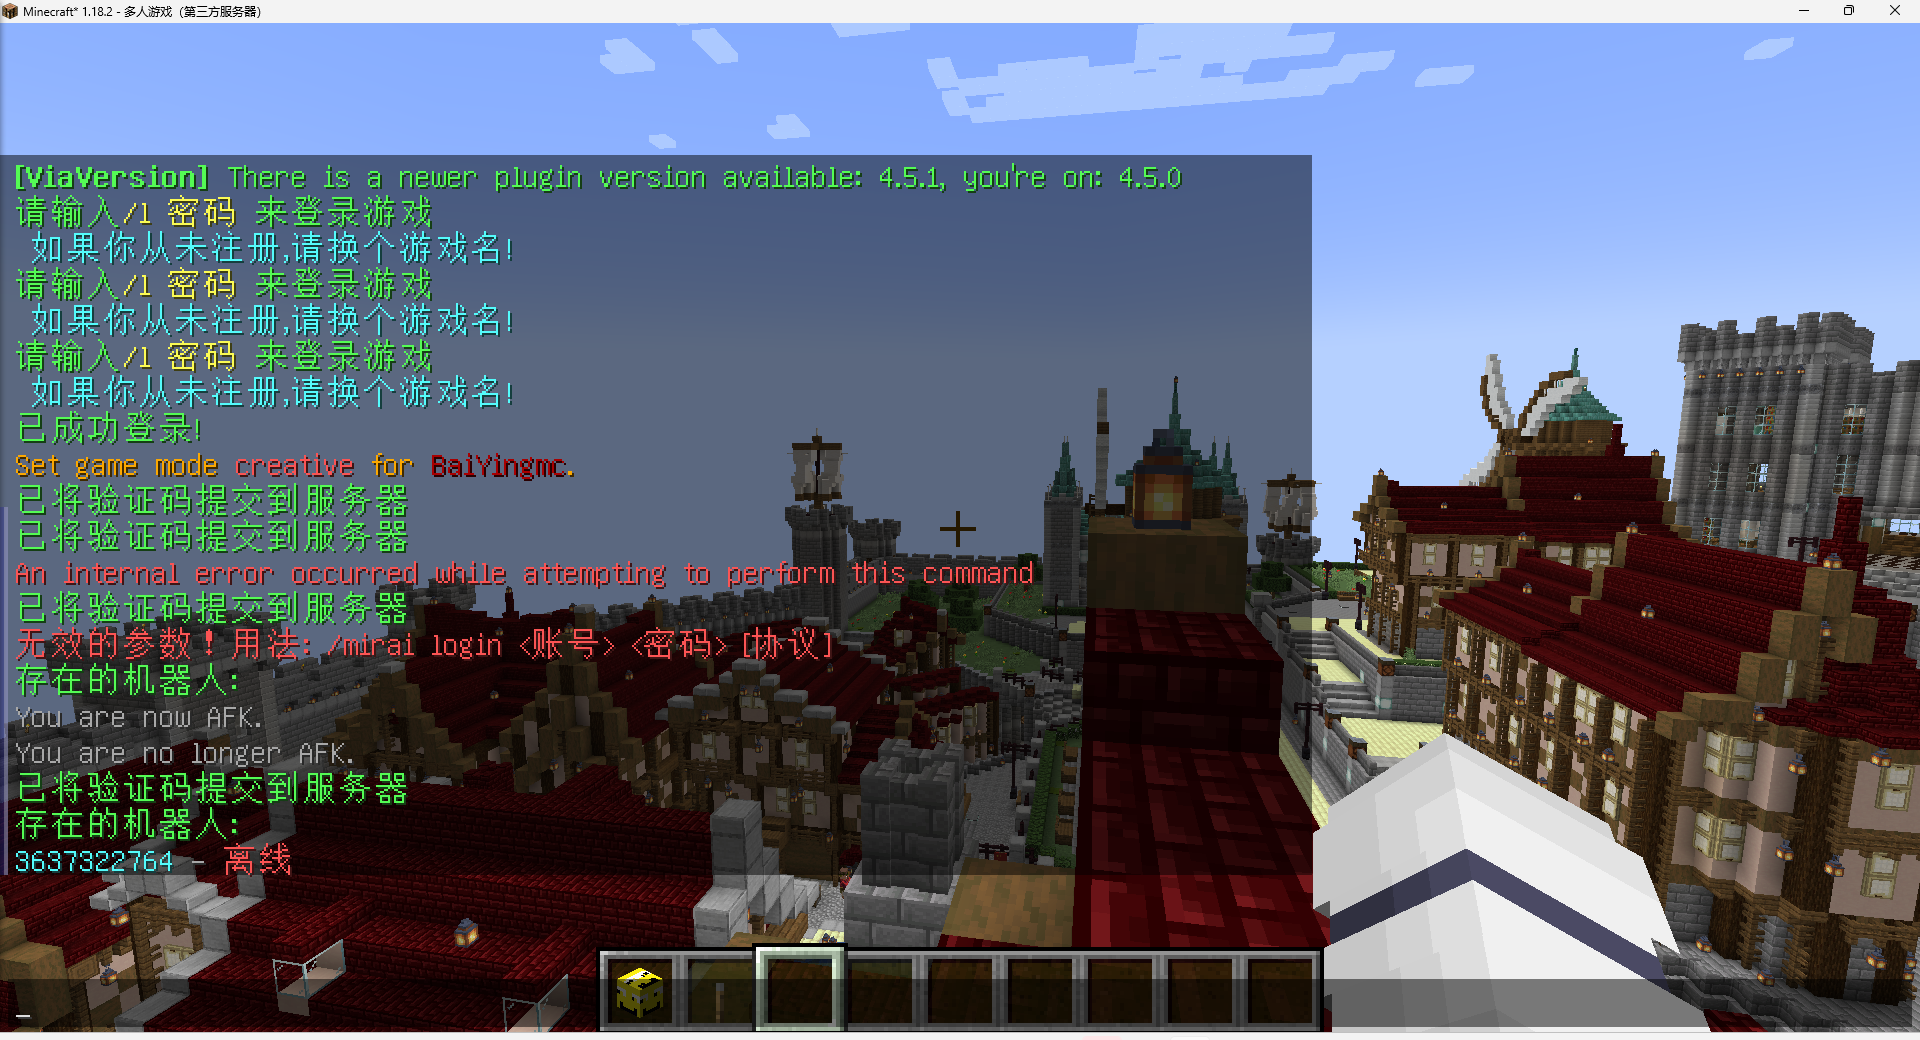 Minecraft* 1.18.2 - 多人游戏（第三方服务器）
[ViaVersion] There is a newer plugin version available: 4.5.1, you're on: 4.5.0
请输入/l 密码 来登录游戏
如果你从未注册,请换个游戏名!
请输入/l 密码 来登录游戏
如果你从未注册,请换个游戏名!
请输入/l 密码 来登录游戏
如果你从未注册,请换个游戏名!
已成功登录!
Set game mode creative for BaiYingmc.
已将验证码提交到服务器
已将验证码提交到服务器
An internal error occurred while attempting to perform this command
已将验证码提交到服务器
无效的参数！用法: /mirai login <账号> <密码> [协议]
存在的机器人:
You are now AFK.
You are no longer AFK.
已将验证码提交到服务器
存在的机器人:
3637322764 - 离线
_